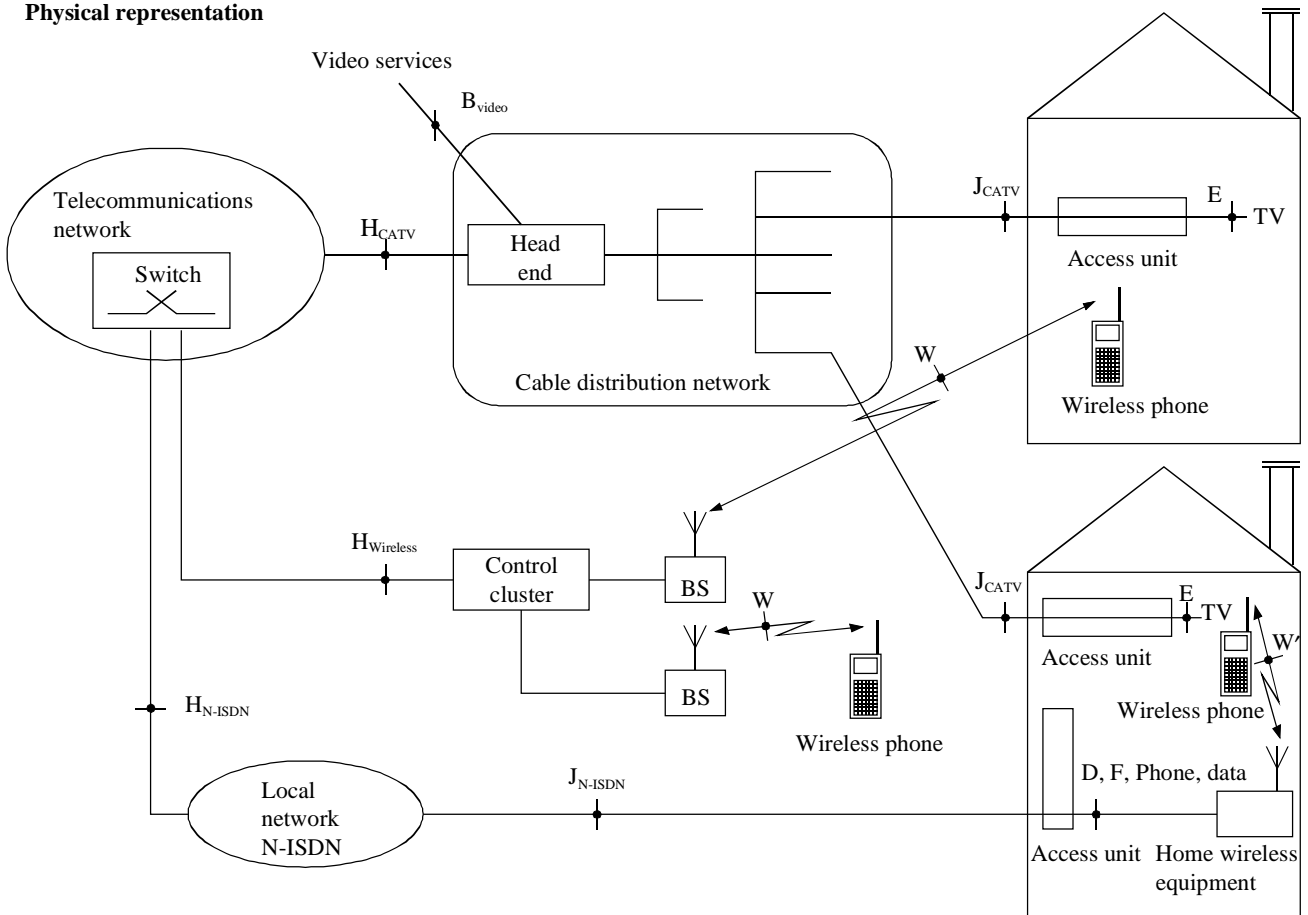 Physical representation
Video services
B_video
Telecommunications
network
Switch
H_CATV
Head
end
Cable distribution network
J_CATV
E
TV
Access unit
W
Wireless phone
H_Wireless
Control
cluster
BS
W
BS
Wireless phone
J_CATV
E
TV
Access unit
W′
Wireless phone
H_N-ISDN
Local
network
N-ISDN
J_N-ISDN
D, F, Phone, data
Access unit
Home wireless
equipment